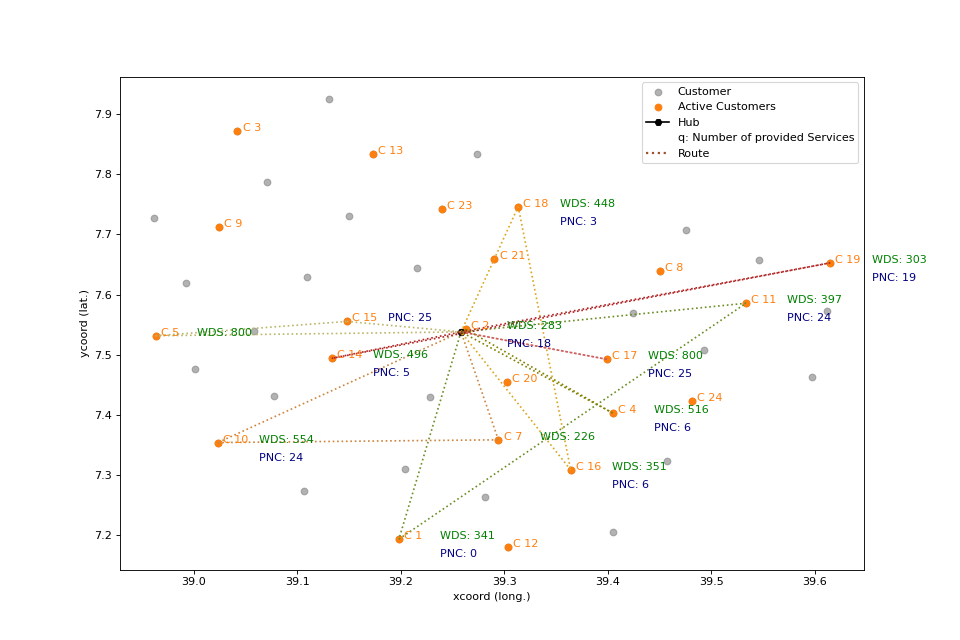 7.9
7.8
7.7
7.6
7.5
7.4
7.3
7.2
ycoord (lat.)
39.0
39.1
39.2
39.3
39.4
39.5
39.6
xcoord (long.)
Customer
Active Customers
Hub
q: Number of provided Services
Route
C 3
C 13
C 9
C 23
C 18 WDS: 448
PNC: 3
C 21
C 8
C 19 WDS: 303
PNC: 19
C 11 WDS: 397
PNC: 24
C 15 PNC: 25
C 5 WDS: 800
C 2 WDS: 283
PNC: 18
C 14 WDS: 496
PNC: 5
C 17 WDS: 800
PNC: 25
C 20
C 24
C 4 WDS: 516
PNC: 6
C 10 WDS: 554
PNC: 24
C 7 WDS: 226
C 16 WDS: 351
PNC: 6
C 1 WDS: 341
PNC: 0
C 12